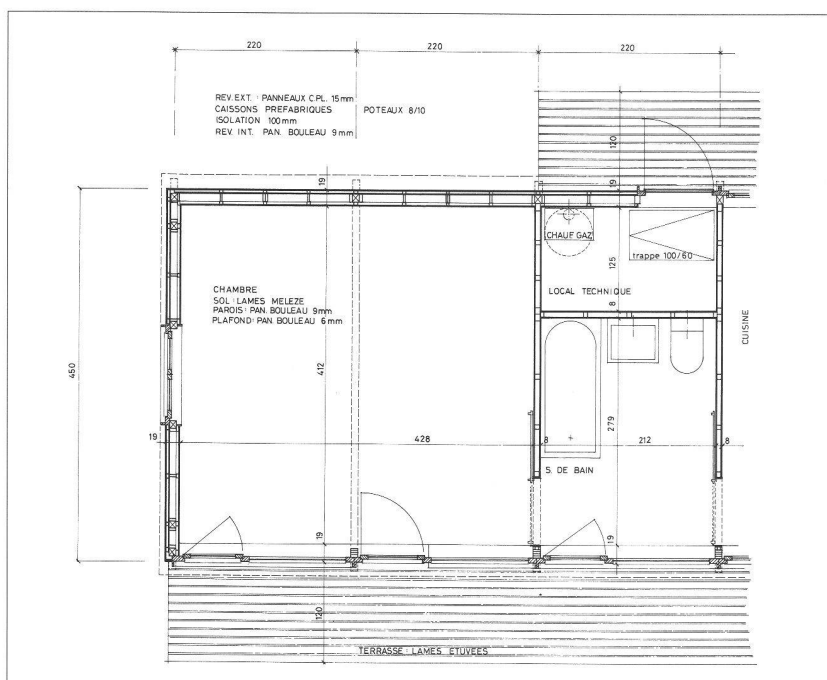 220
220
220
REV. EXT. : PANNEAUX C.PL. 15mm
CAISSONS PREFABRIQUES
ISOLATION 100mm
REV. INT. PAN. BOULEAU 9mm
POTEAUX 8/10
120
19
19
CHAUF GAZ
trappe 100/60
125
LOCAL TECHNIQUE
8
CHAMBRE
SOL : LAMES MELEZE
PAROIS : PAN. BOULEAU 9mm
PLAFOND : PAN. BOULEAU 6mm
CUISINE
450
412
279
19
428
8
212
8
S. DE BAIN
19
19
120
TERRASSE : LAMES ETUVEES